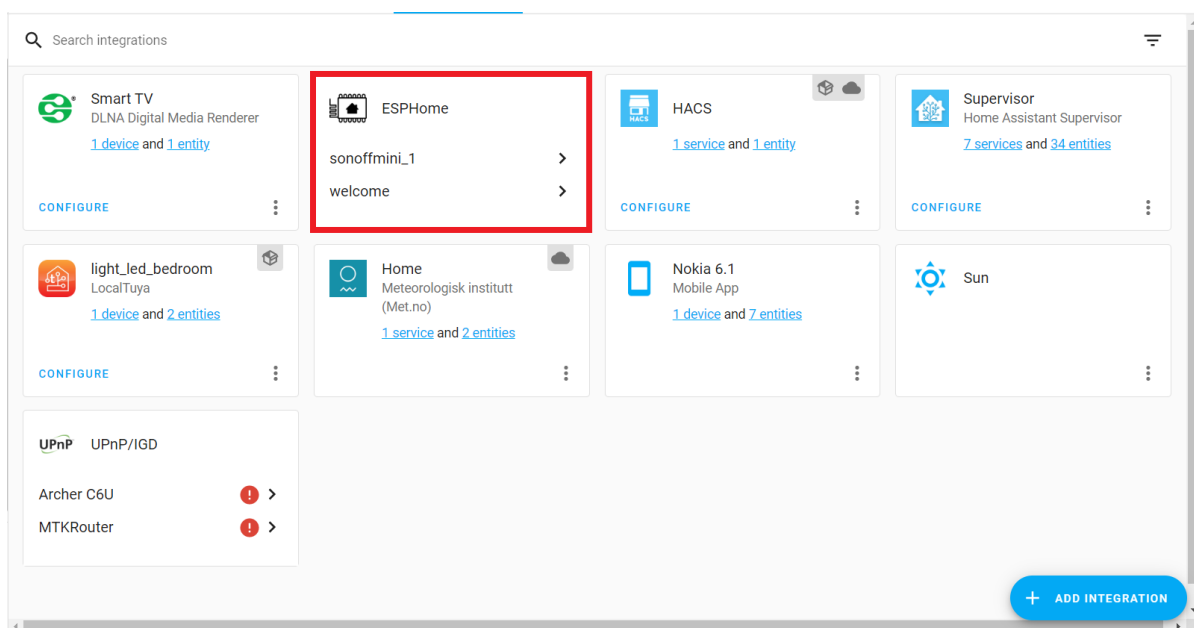 Search integrations
Smart TV
DLNA Digital Media Renderer
1 device and 1 entity
CONFIGURE
ESPHome
sonoffmini_1
welcome
HACS
HACS
1 service and 1 entity
CONFIGURE
Supervisor
Home Assistant Supervisor
7 services and 34 entities
CONFIGURE
light_led_bedroom
LocalTuya
1 device and 2 entities
CONFIGURE
Home
Meteorologisk institutt
(Met.no)
1 service and 2 entities
Nokia 6.1
Mobile App
1 device and 7 entities
Sun
UPnP UPnP/IGD
Archer C6U
MTKRouter
ADD INTEGRATION